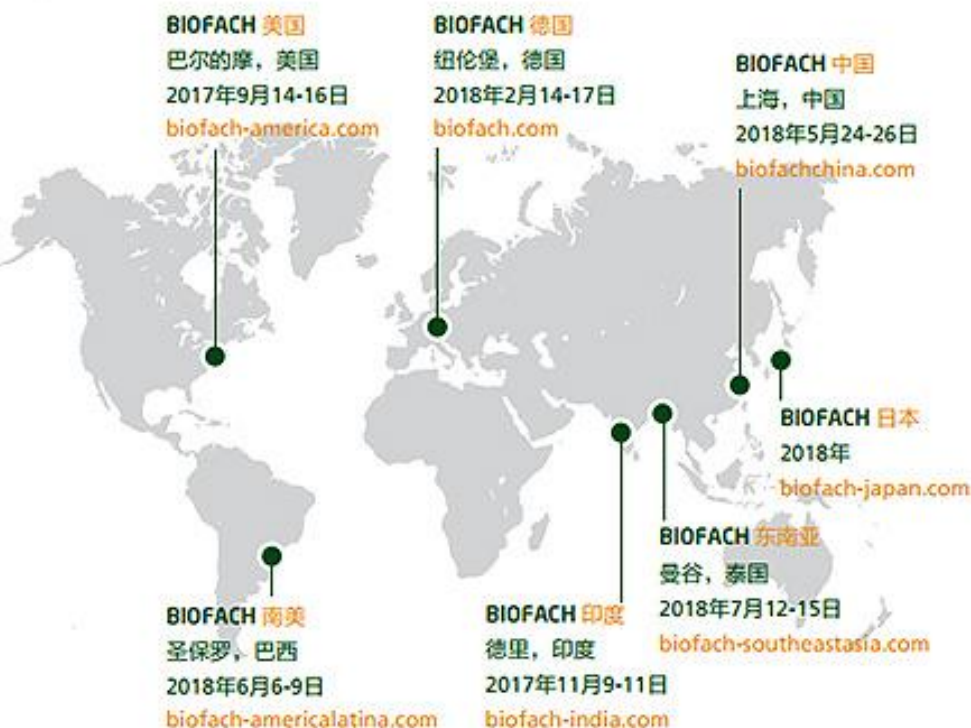 BIOFACH 美国
巴尔的摩，美国
2017年9月14-16日
biofach-america.com
BIOFACH 德国
纽伦堡，德国
2018年2月14-17日
biofach.com
BIOFACH 中国
上海，中国
2018年5月24-26日
biofachchina.com
BIOFACH 日本
2018年
biofach-japan.com
BIOFACH 东南亚
曼谷，泰国
2018年7月12-15日
biofach-southeastasia.com
BIOFACH 印度
德里，印度
2017年11月9-11日
biofach-india.com
BIOFACH 南美
圣保罗，巴西
2018年6月6-9日
biofach-americalatina.com